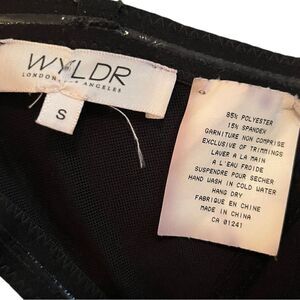 WYLDR
LONDON LOS ANGELES
S
85% POLYESTER
15% SPANDEX
GARNITURE NON COMPRISE
EXCLUSIVE OF TRIMMINGS
LAVER A LA MAIN
A L'EAU FROIDE
SUSPENDRE POUR SECHER
HAND WASH IN COLD WATER
HANG DRY
FABRIQUE EN CHINE
MADE IN CHINA
CA 01241